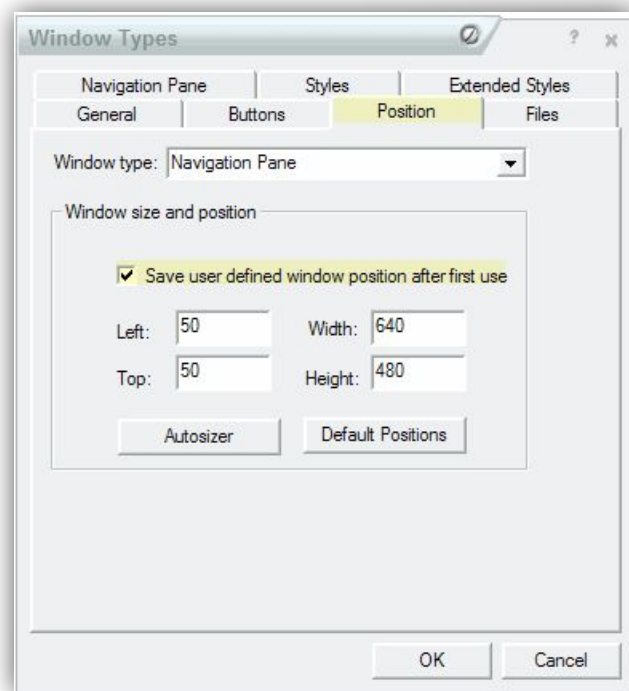 Window Types
?
Navigation Pane Styles Extended Styles
General Buttons Position Files
Window type: Navigation Pane
Window size and position
Save user defined window position after first use
Left: 50 Width: 640
Top: 50 Height: 480
Autosizer Default Positions
OK Cancel